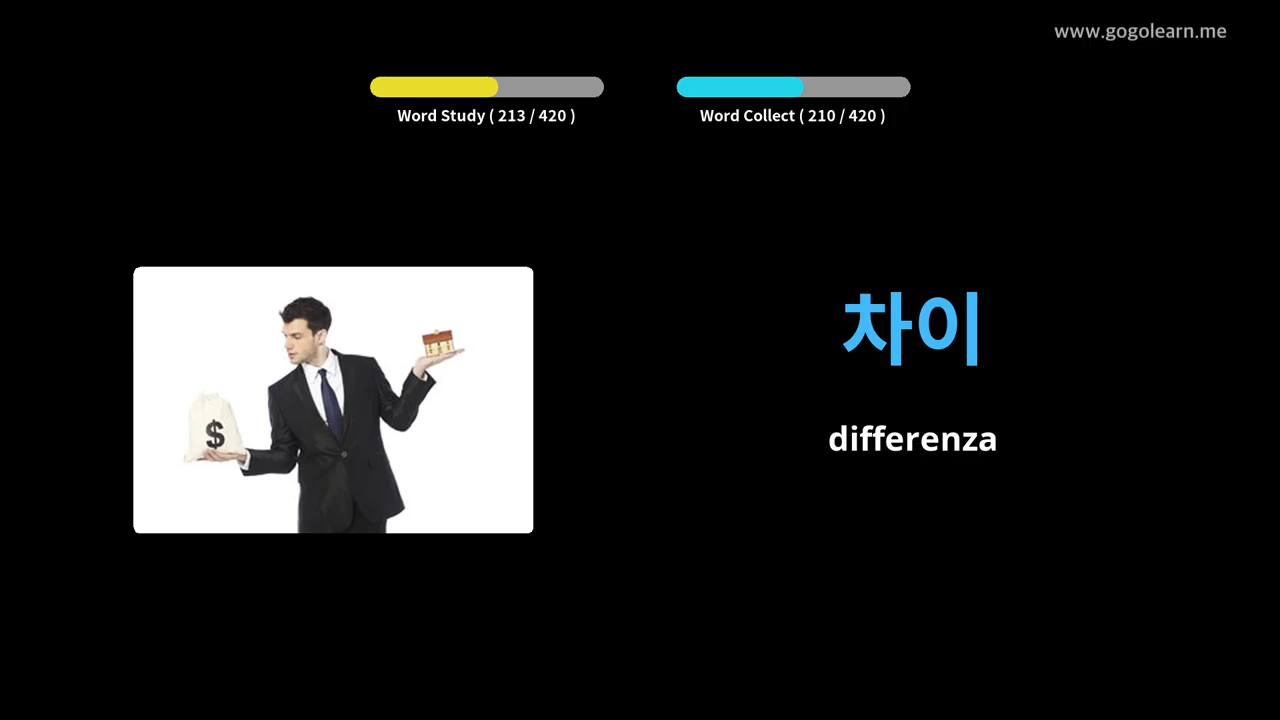 www.gogolearn.me
Word Study ( 213 / 420 )
Word Collect ( 210 / 420 )
차이
$
differenza